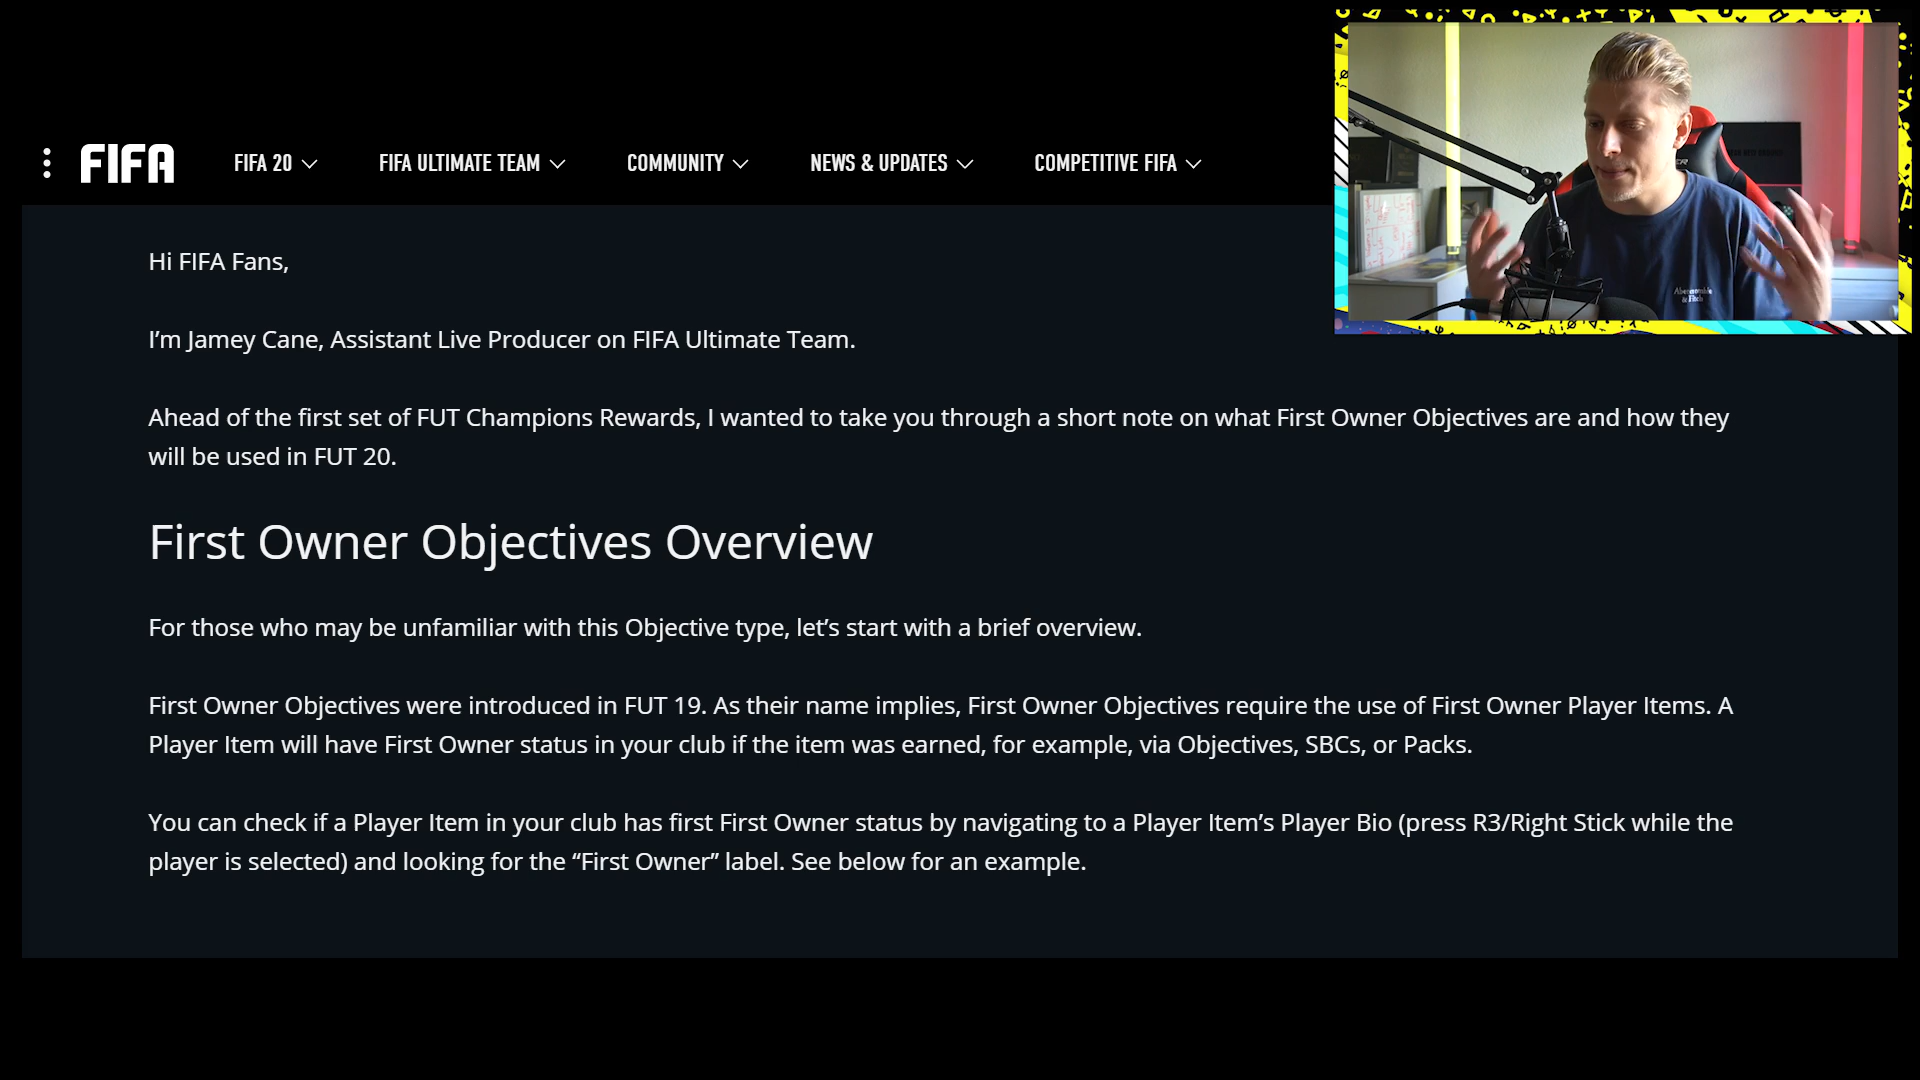 FIFA
FIFA 20
FIFA ULTIMATE TEAM
COMMUNITY
NEWS & UPDATES
COMPETITIVE FIFA
Hi FIFA Fans,
I’m Jamey Cane, Assistant Live Producer on FIFA Ultimate Team.
Ahead of the first set of FUT Champions Rewards, I wanted to take you through a short note on what First Owner Objectives are and how they
will be used in FUT 20.
First Owner Objectives Overview
For those who may be unfamiliar with this Objective type, let’s start with a brief overview.
First Owner Objectives were introduced in FUT 19. As their name implies, First Owner Objectives require the use of First Owner Player Items. A
Player Item will have First Owner status in your club if the item was earned, for example, via Objectives, SBCs, or Packs.
You can check if a Player Item in your club has first First Owner status by navigating to a Player Item’s Player Bio (press R3/Right Stick while the
player is selected) and looking for the “First Owner” label. See below for an example.
Abercrombie
& Fitch